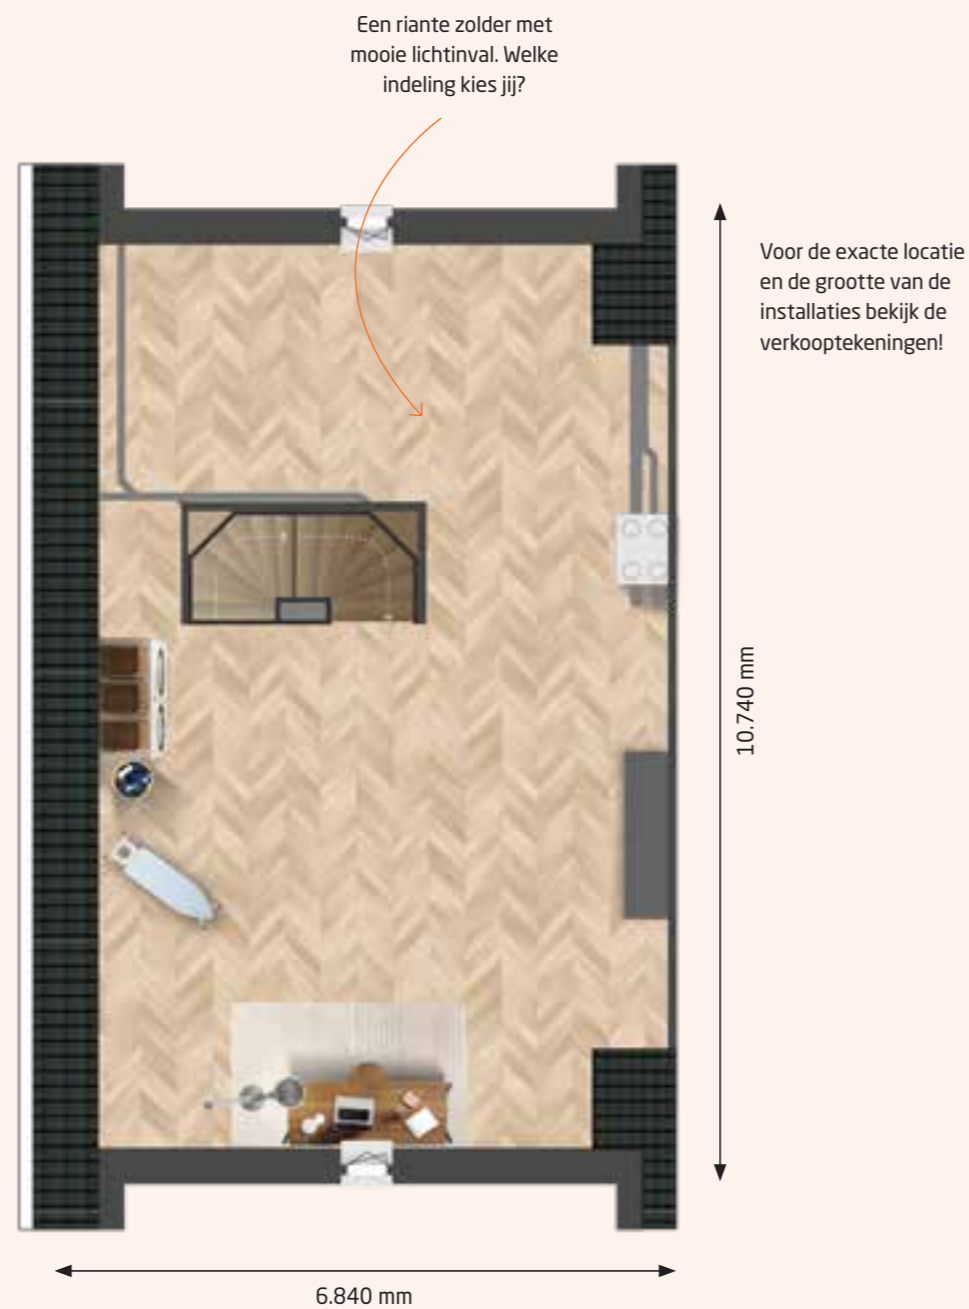 Een riante zolder met
mooie lichtinval. Welke
indeling kies jij?
Voor de exacte locatie
en de grootte van de
installaties bekijk de
verkooptekeningen!
10.740 mm
6.840 mm